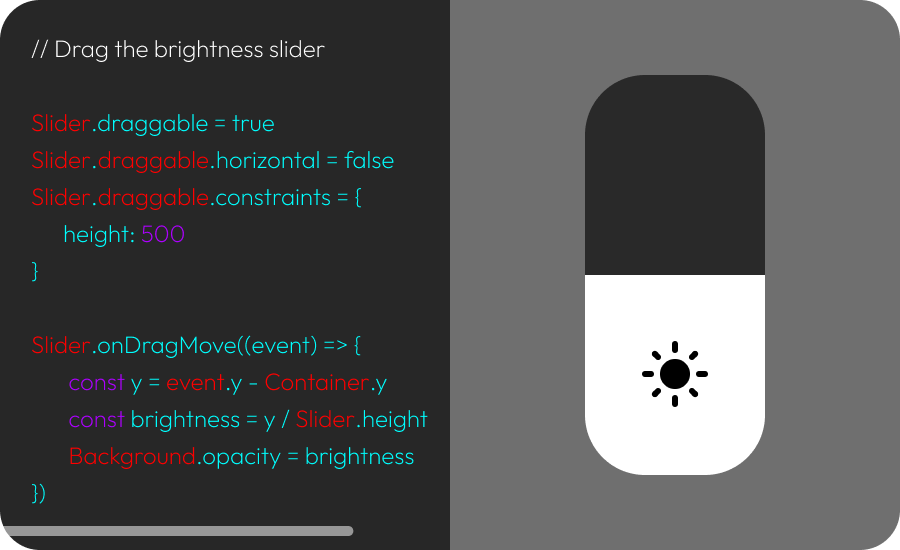 // Drag the brightness slider
Slider.draggable = true
Slider.draggable.horizontal = false
Slider.draggable.constraints = {
height: 500
}
Slider.onDragMove((event) => {
const y = event.y - Container.y
const brightness = y / Slider.height
Background.opacity = brightness
})